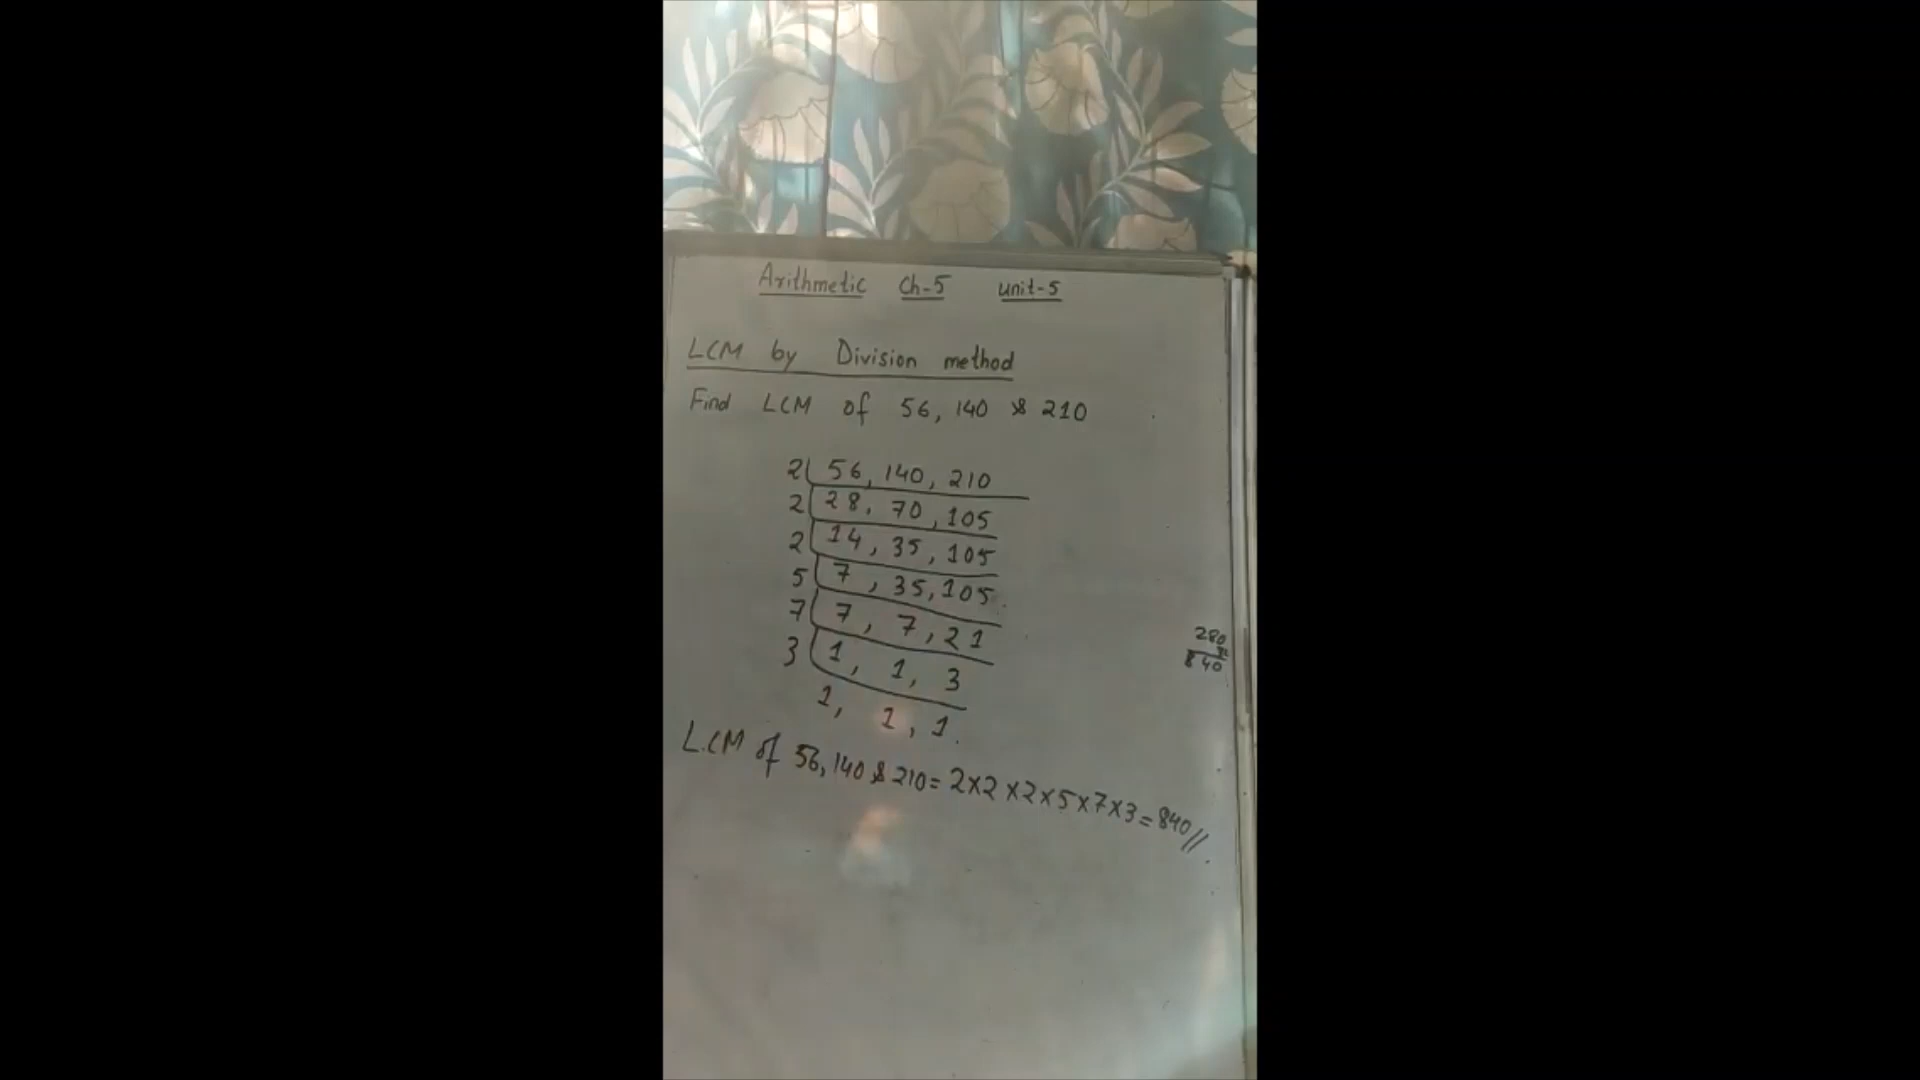 Arithmetic Ch-5 unit-5
LCM by Division method
Find LCM of 56, 140 & 210
2 56, 140, 210
2 28, 70, 105
2 14, 35, 105
5 7, 35, 105.
7 7, 7, 21
3 1, 1, 3
1, 1, 1.
280
840
L.CM of 56, 140 & 210 = 2×2×2×5×7×3 = 840//